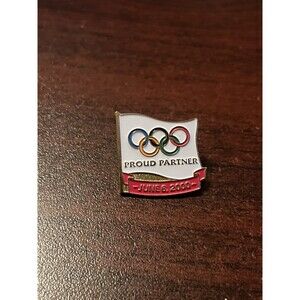 PROUD PARTNER
-JUNE 6, 2000-